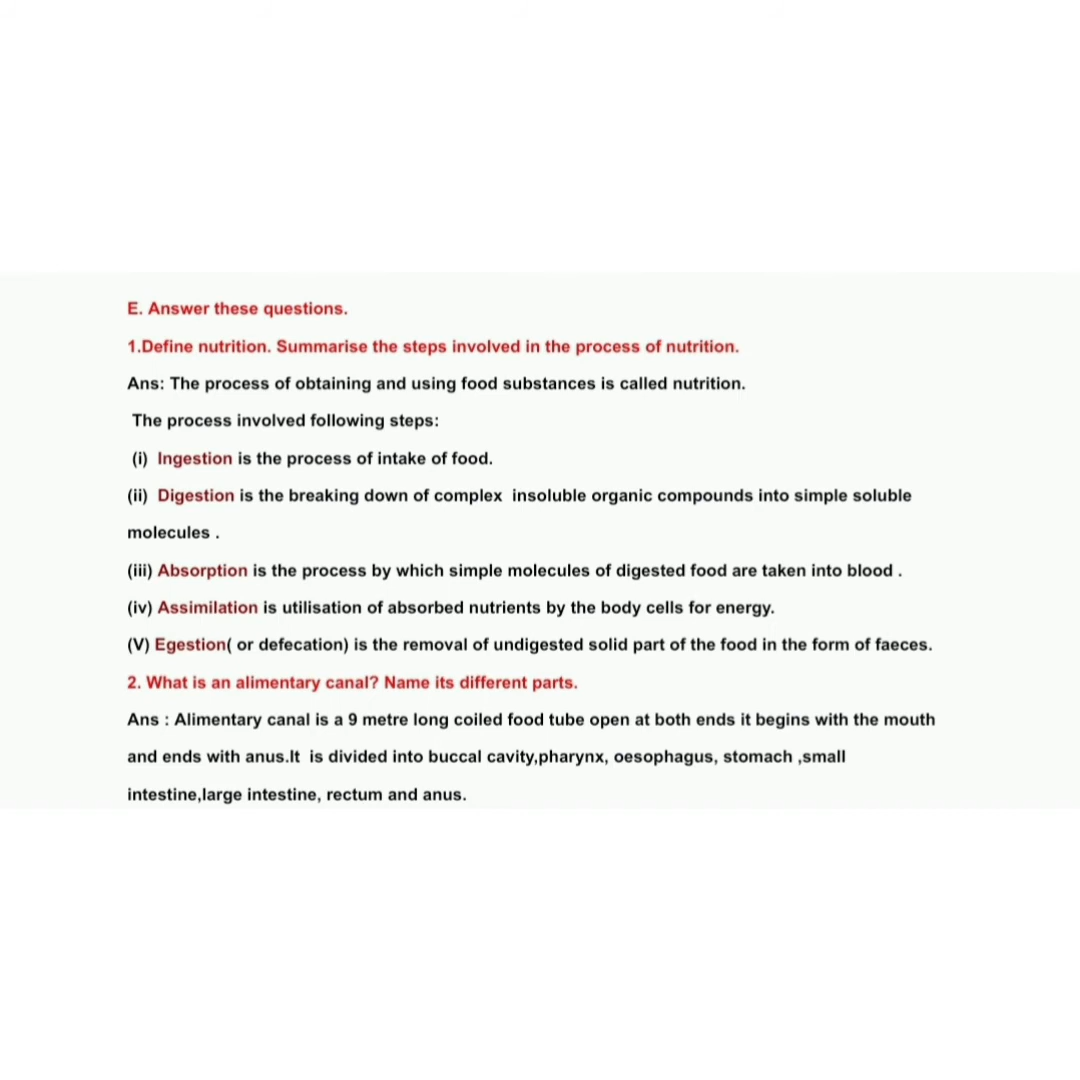 E. Answer these questions.
1.Define nutrition. Summarise the steps involved in the process of nutrition.
Ans: The process of obtaining and using food substances is called nutrition.
The process involved following steps:
(i) Ingestion is the process of intake of food.
(ii) Digestion is the breaking down of complex insoluble organic compounds into simple soluble
molecules .
(iii) Absorption is the process by which simple molecules of digested food are taken into blood .
(iv) Assimilation is utilisation of absorbed nutrients by the body cells for energy.
(V) Egestion( or defecation) is the removal of undigested solid part of the food in the form of faeces.
2. What is an alimentary canal? Name its different parts.
Ans : Alimentary canal is a 9 metre long coiled food tube open at both ends it begins with the mouth
and ends with anus.It is divided into buccal cavity,pharynx, oesophagus, stomach ,small
intestine,large intestine, rectum and anus.